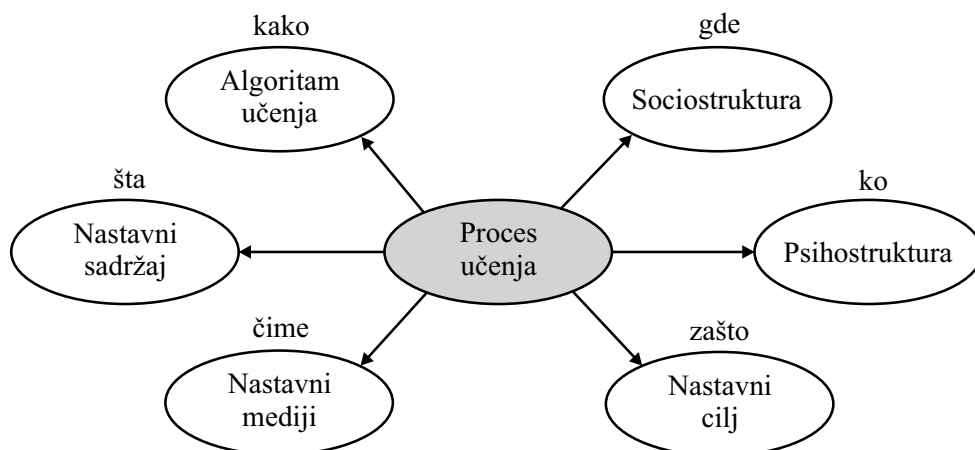 kako
Algoritam
učenja
gde
Sociostruktura
šta
Nastavni
sadržaj
Proces
učenja
ko
Psihostruktura
čime
Nastavni
mediji
zašto
Nastavni
cilj